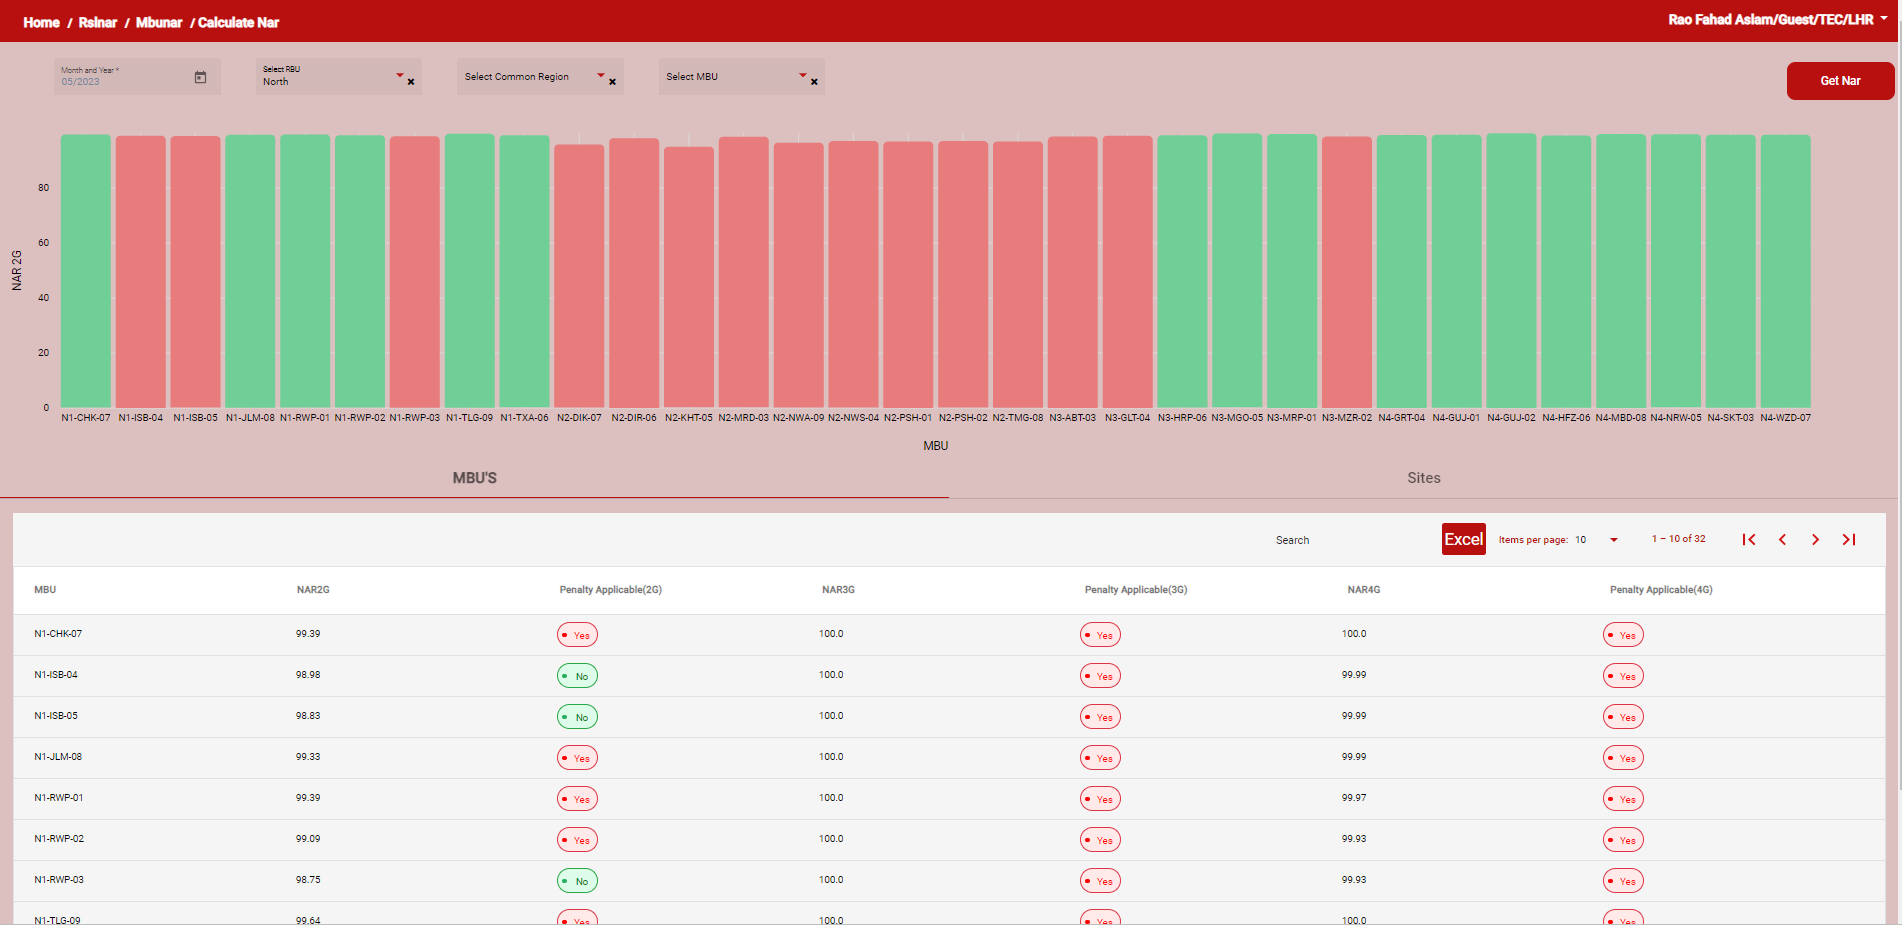 Home / Rslnar / Mbunar / Calculate Nar
Rao Fahad Aslam/Guest/TEC/LHR
Month and Year *
05/2023
Select RBU
North
Select Common Region
Select MBU
Get Nar
80
60
40
20
0
NAR 2G
N1-CHK-07 N1-ISB-04 N1-ISB-05 N1-JLM-08 N1-RWP-01 N1-RWP-02 N1-RWP-03 N1-TLG-09 N1-TXA-06 N2-DIK-07 N2-DIR-06 N2-KHT-05 N2-MRD-03 N2-NWA-09 N2-NWS-04 N2-PSH-01 N2-PSH-02 N2-TMG-08 N3-ABT-03 N3-GLT-04 N3-HRP-06 N3-MGO-05 N3-MRP-01 N3-MZR-02 N4-GRT-04 N4-GUJ-01 N4-GUJ-02 N4-HFZ-06 N4-MBD-08 N4-NRW-05 N4-SKT-03 N4-WZD-07
MBU
MBU'S Sites
Search Excel Items per page: 10 1 – 10 of 32
MBU NAR2G Penalty Applicable(2G) NAR3G Penalty Applicable(3G) NAR4G Penalty Applicable(4G)
N1-CHK-07 99.39 Yes 100.0 Yes 100.0 Yes
N1-ISB-04 98.98 No 100.0 Yes 99.99 Yes
N1-ISB-05 98.83 No 100.0 Yes 99.99 Yes
N1-JLM-08 99.33 Yes 100.0 Yes 99.99 Yes
N1-RWP-01 99.39 Yes 100.0 Yes 99.97 Yes
N1-RWP-02 99.09 Yes 100.0 Yes 99.93 Yes
N1-RWP-03 98.75 No 100.0 Yes 99.93 Yes
N1-TLG-09 99.64 Yes 100.0 Yes 100.0 Yes